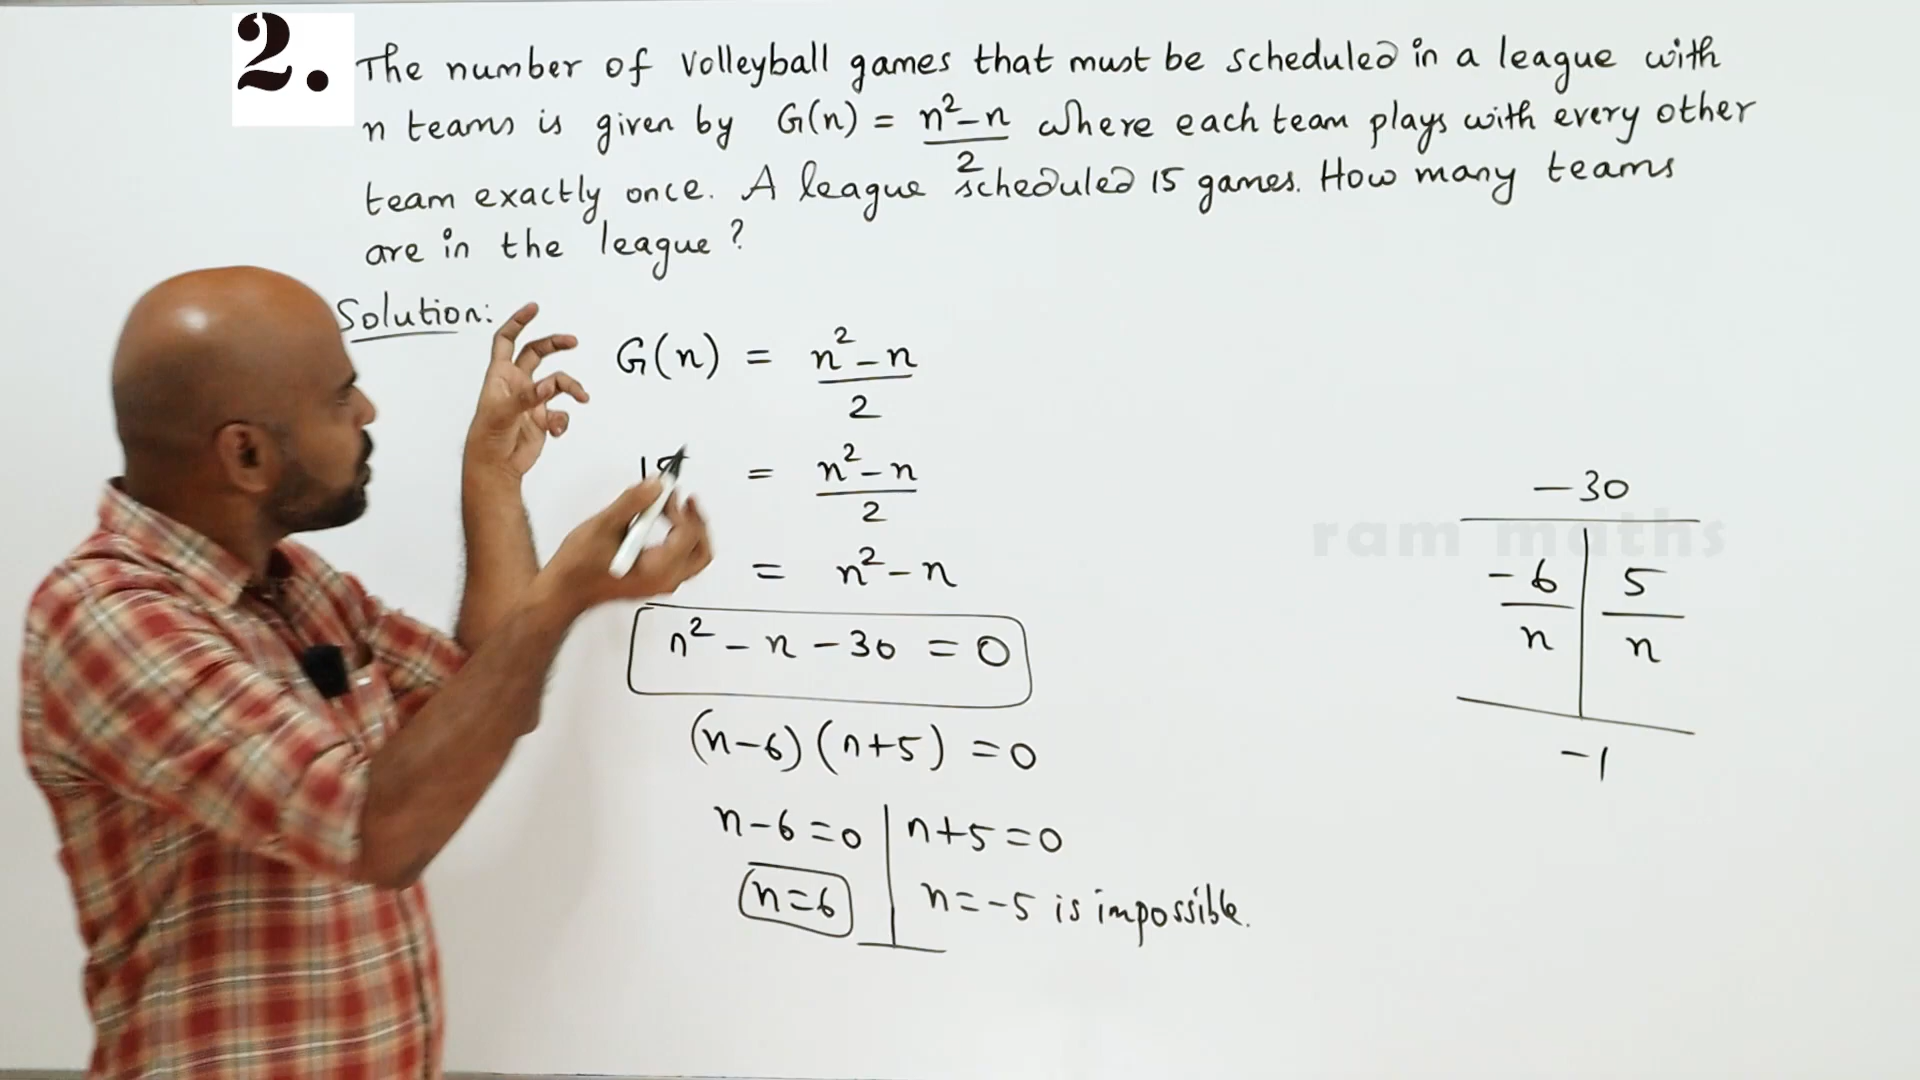 2.
The number of volleyball games that must be scheduled in a league with
n teams is given by G(n) = n²-n/2 where each team plays with every other
team exactly once. A league scheduled 15 games. How many teams
are in the league?
Solution:
G(n) = n²-n/2
= n²-n/2
= n²-n
n²-n-30 = 0
(n-6)(n+5) = 0
n-6=0 | n+5=0
n=6 | n=-5 is impossible.
-30
-6/n | 5/n
-1
ram maths